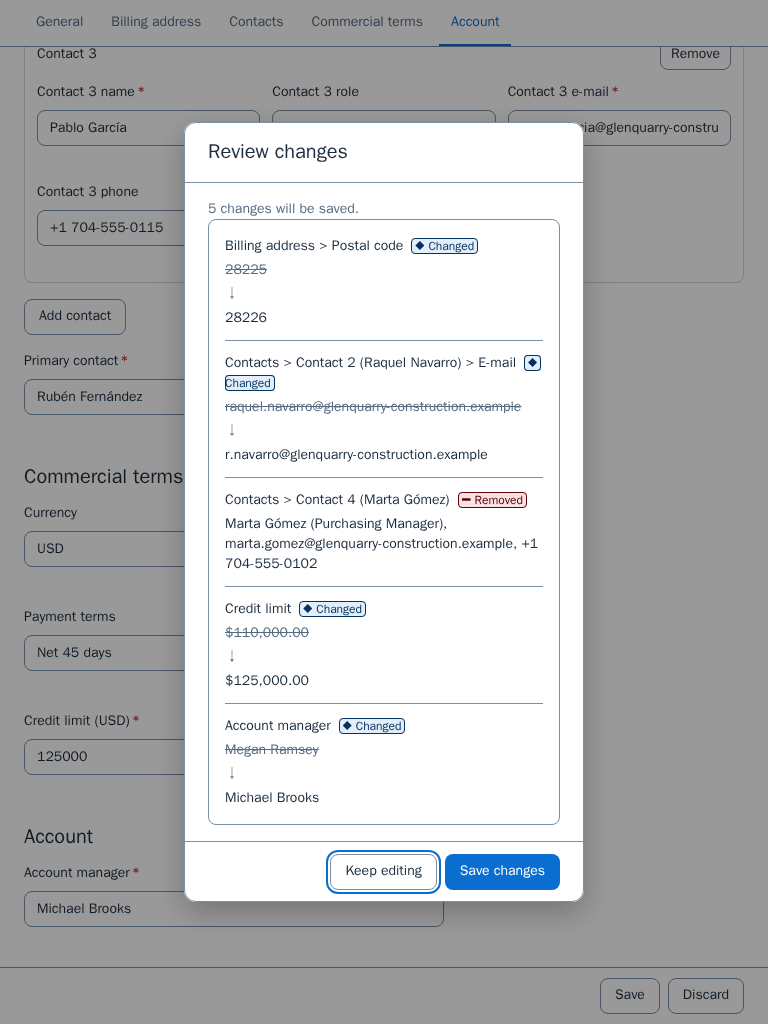 General Billing address Contacts Commercial terms Account
Contact 3 Remove
Contact 3 name * Contact 3 role Contact 3 e-mail *
Pablo García cia@glenquarry-constru
Review changes
Contact 3 phone
+1 704-555-0115
5 changes will be saved.
Billing address > Postal code ◆ Changed
28225
↓
28226
Add contact
Primary contact *
Rubén Fernández
Contacts > Contact 2 (Raquel Navarro) > E-mail ◆
Changed
raquel.navarro@glenquarry-construction.example
↓
r.navarro@glenquarry-construction.example
Commercial terms
Currency
USD
Contacts > Contact 4 (Marta Gómez) − Removed
Marta Gómez (Purchasing Manager),
marta.gomez@glenquarry-construction.example, +1
704-555-0102
Payment terms
Net 45 days
Credit limit ◆ Changed
$110,000.00
↓
$125,000.00
Credit limit (USD) *
125000
Account manager ◆ Changed
Megan Ramsey
↓
Michael Brooks
Account
Account manager *
Michael Brooks
Keep editing Save changes
Save Discard